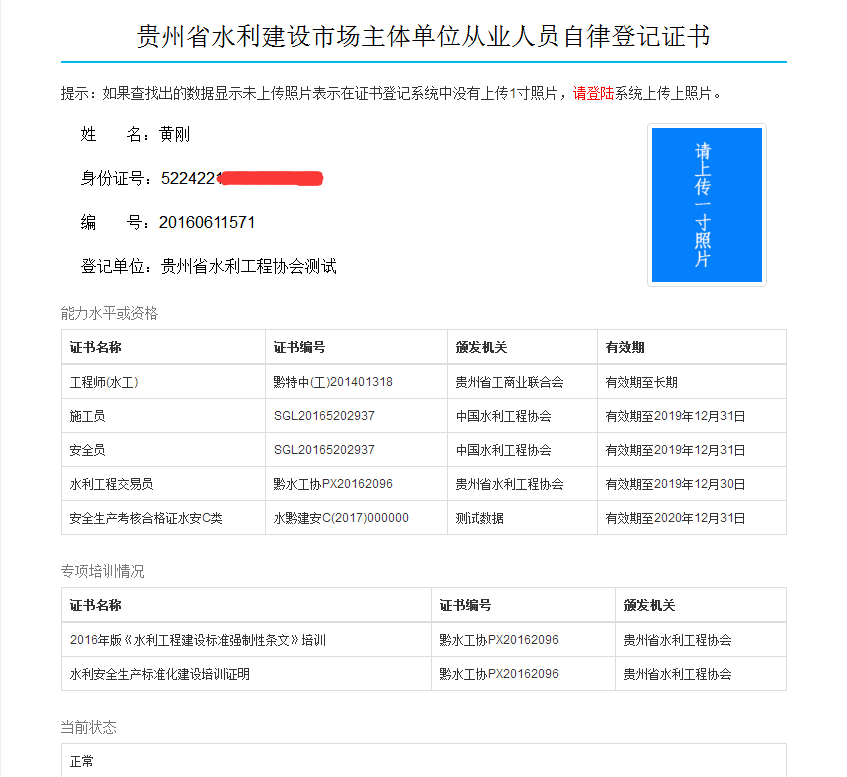 贵州省水利建设市场主体单位从业人员自律登记证书
提示：如果查找出的数据显示未上传照片表示在证书登记系统中没有上传1寸照片，请登陆系统上传上照片。
姓 名：黄刚
身份证号：522422
编 号：20160611571
登记单位：贵州省水利工程协会测试
请上传一寸照片
能力水平或资格
证书名称 证书编号 颁发机关 有效期
工程师(水工) 黔特中(工)201401318 贵州省工商业联合会 有效期至长期
施工员 SGL20165202937 中国水利工程协会 有效期至2019年12月31日
安全员 SGL20165202937 中国水利工程协会 有效期至2019年12月31日
水利工程交易员 黔水工协PX20162096 贵州省水利工程协会 有效期至2019年12月30日
安全生产考核合格证水安C类 水黔建安C(2017)000000 测试数据 有效期至2020年12月31日
专项培训情况
证书名称 证书编号 颁发机关
2016年版《水利工程建设标准强制性条文》培训 黔水工协PX20162096 贵州省水利工程协会
水利安全生产标准化建设培训证明 黔水工协PX20162096 贵州省水利工程协会
当前状态
正常